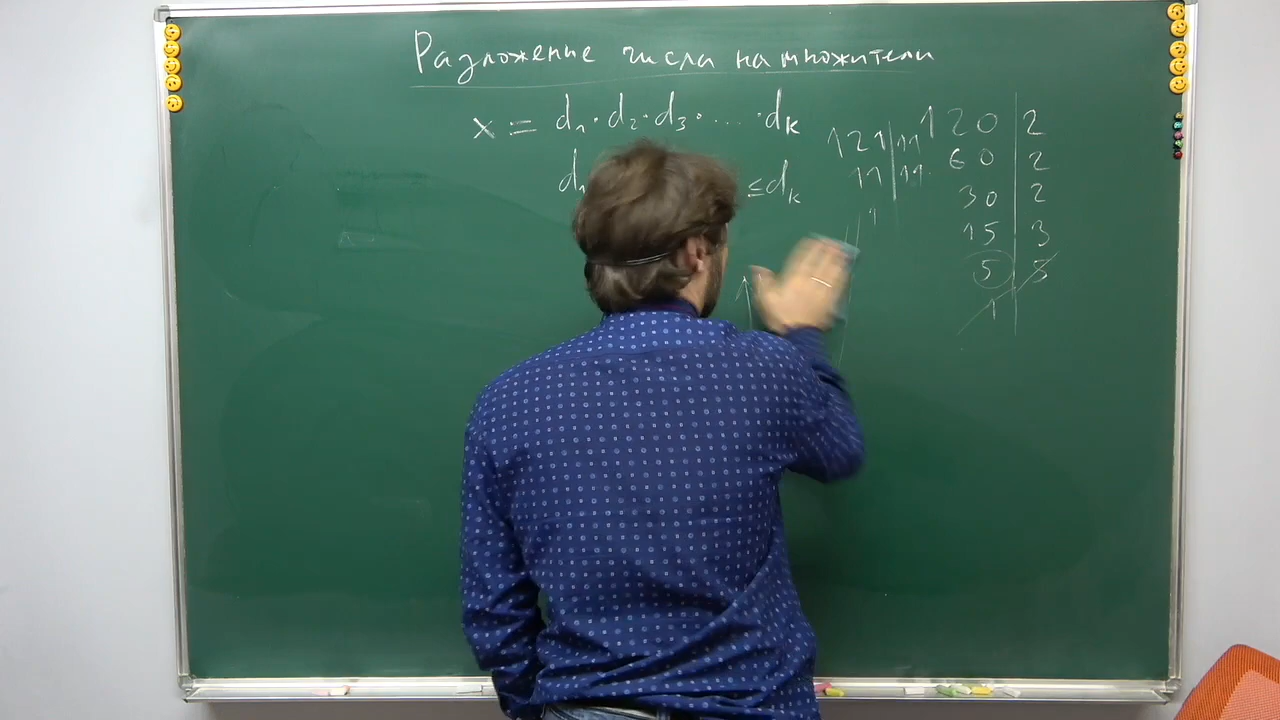 Разложение числа на множители
x = d₁ · d₂ · d₃ · ... · dₖ
d₁ ≤ dₖ
121 | 11
11 | 11
1
120 | 2
60 | 2
30 | 2
15 | 3
5 | 5
1